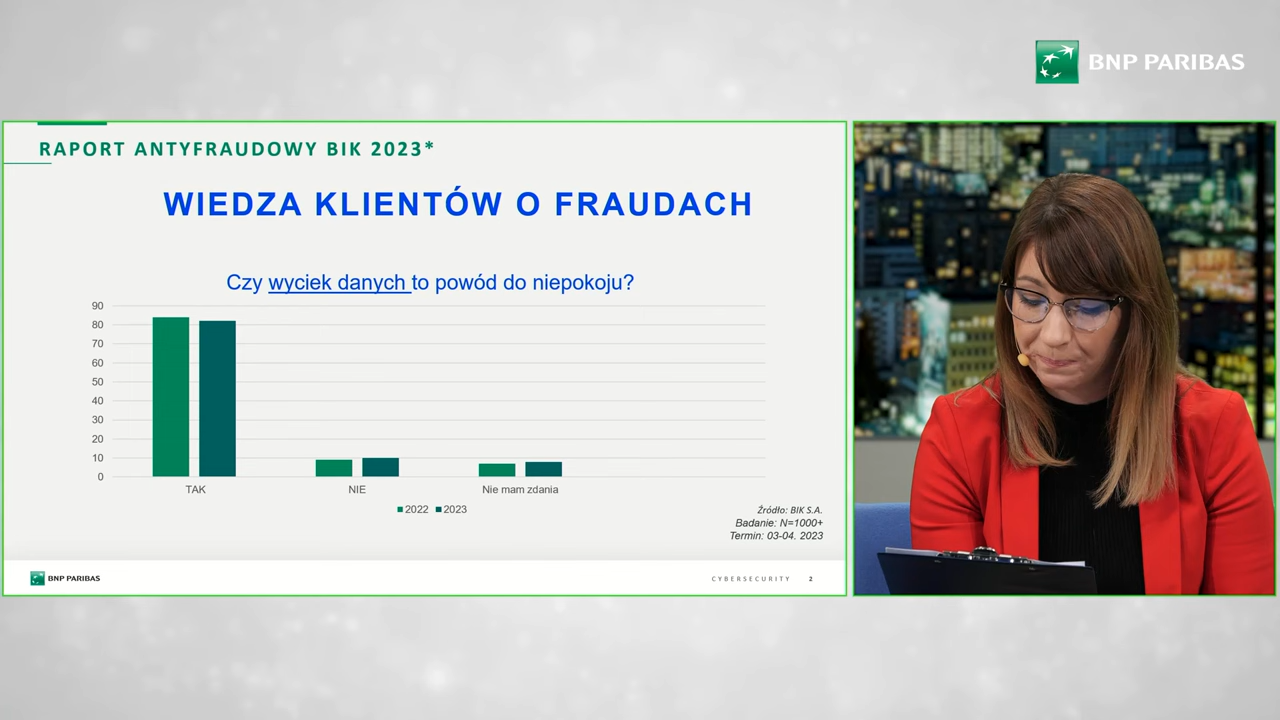 BNP PARIBAS
RAPORT ANTYFRAUDOWY BIK 2023*
WIEDZA KLIENTÓW O FRAUDACH
Czy wyciek danych to powód do niepokoju?
90
80
70
60
50
40
30
20
10
0
TAK NIE Nie mam zdania
2022 2023
Źródło: BIK S.A.
Badanie: N=1000+
Termin: 03-04. 2023
BNP PARIBAS CYBERSECURITY 2